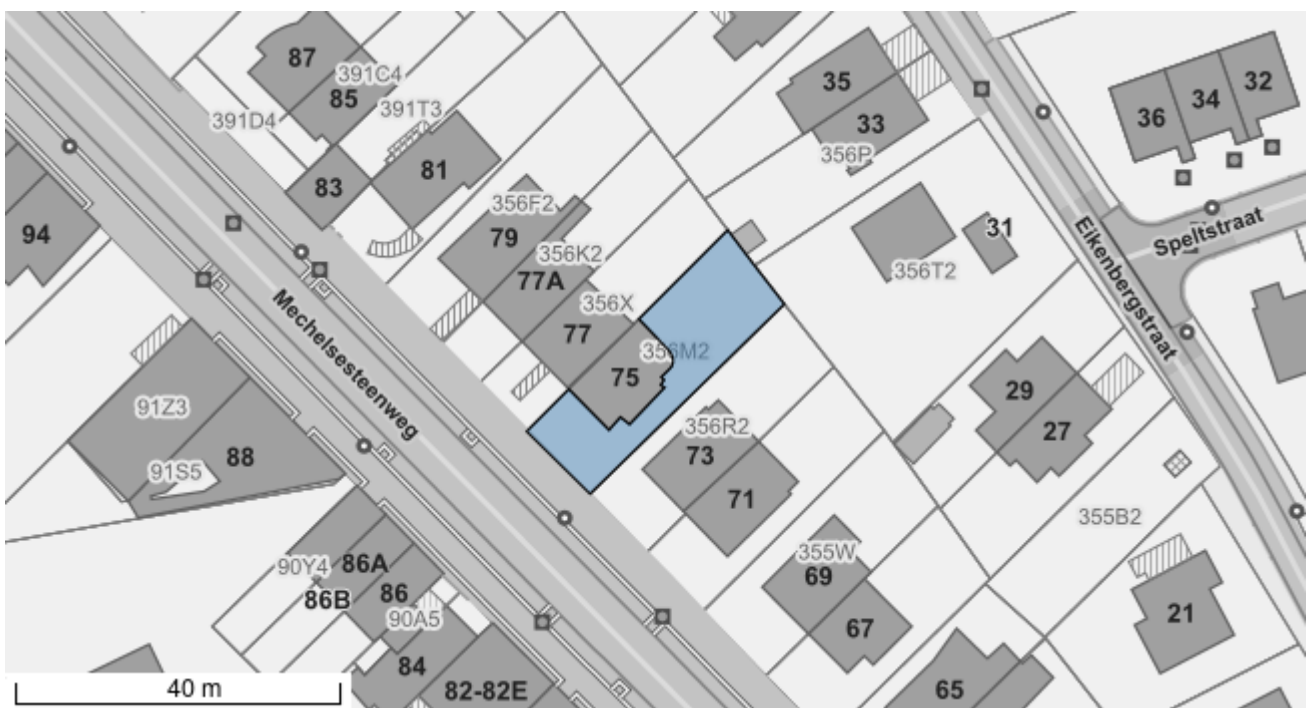 87
391C4
85
391D4
391T3
81
83
94
356F2
79
356K2
77A
356X
77
356M2
75
35
33
356P
36
34
32
31
356T2
Eikenbergstraat
Speltstraat
Mechelsesteenweg
91Z3
88
91S5
356R2
73
71
29
27
355B2
355W
69
67
21
65
90Y4
86A
86
86B
90A5
84
82-82E
40 m